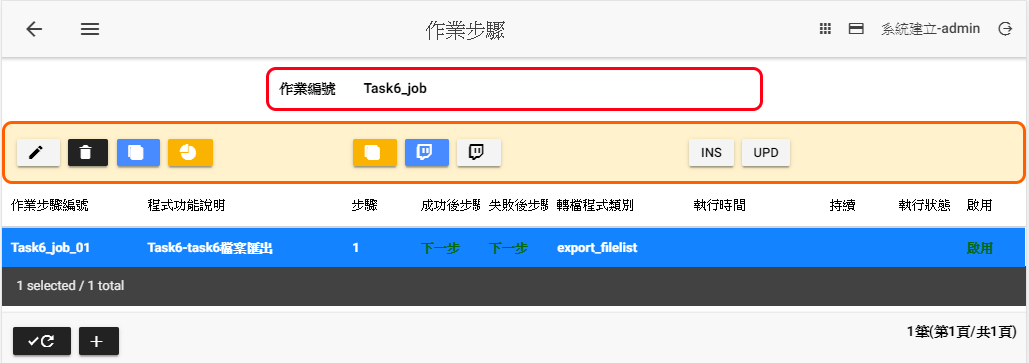 作業步驟
系統建立-admin
作業編號 Task6_job
INS UPD
作業步驟編號 程式功能說明 步驟 成功後步驟 失敗後步驟 轉檔程式類別 執行時間 持續 執行狀態 啟用
Task6_job_01 Task6-task6檔案匯出 1 下一步 下一步 export_filelist 啟用
1 selected / 1 total
1筆(第1頁/共1頁)